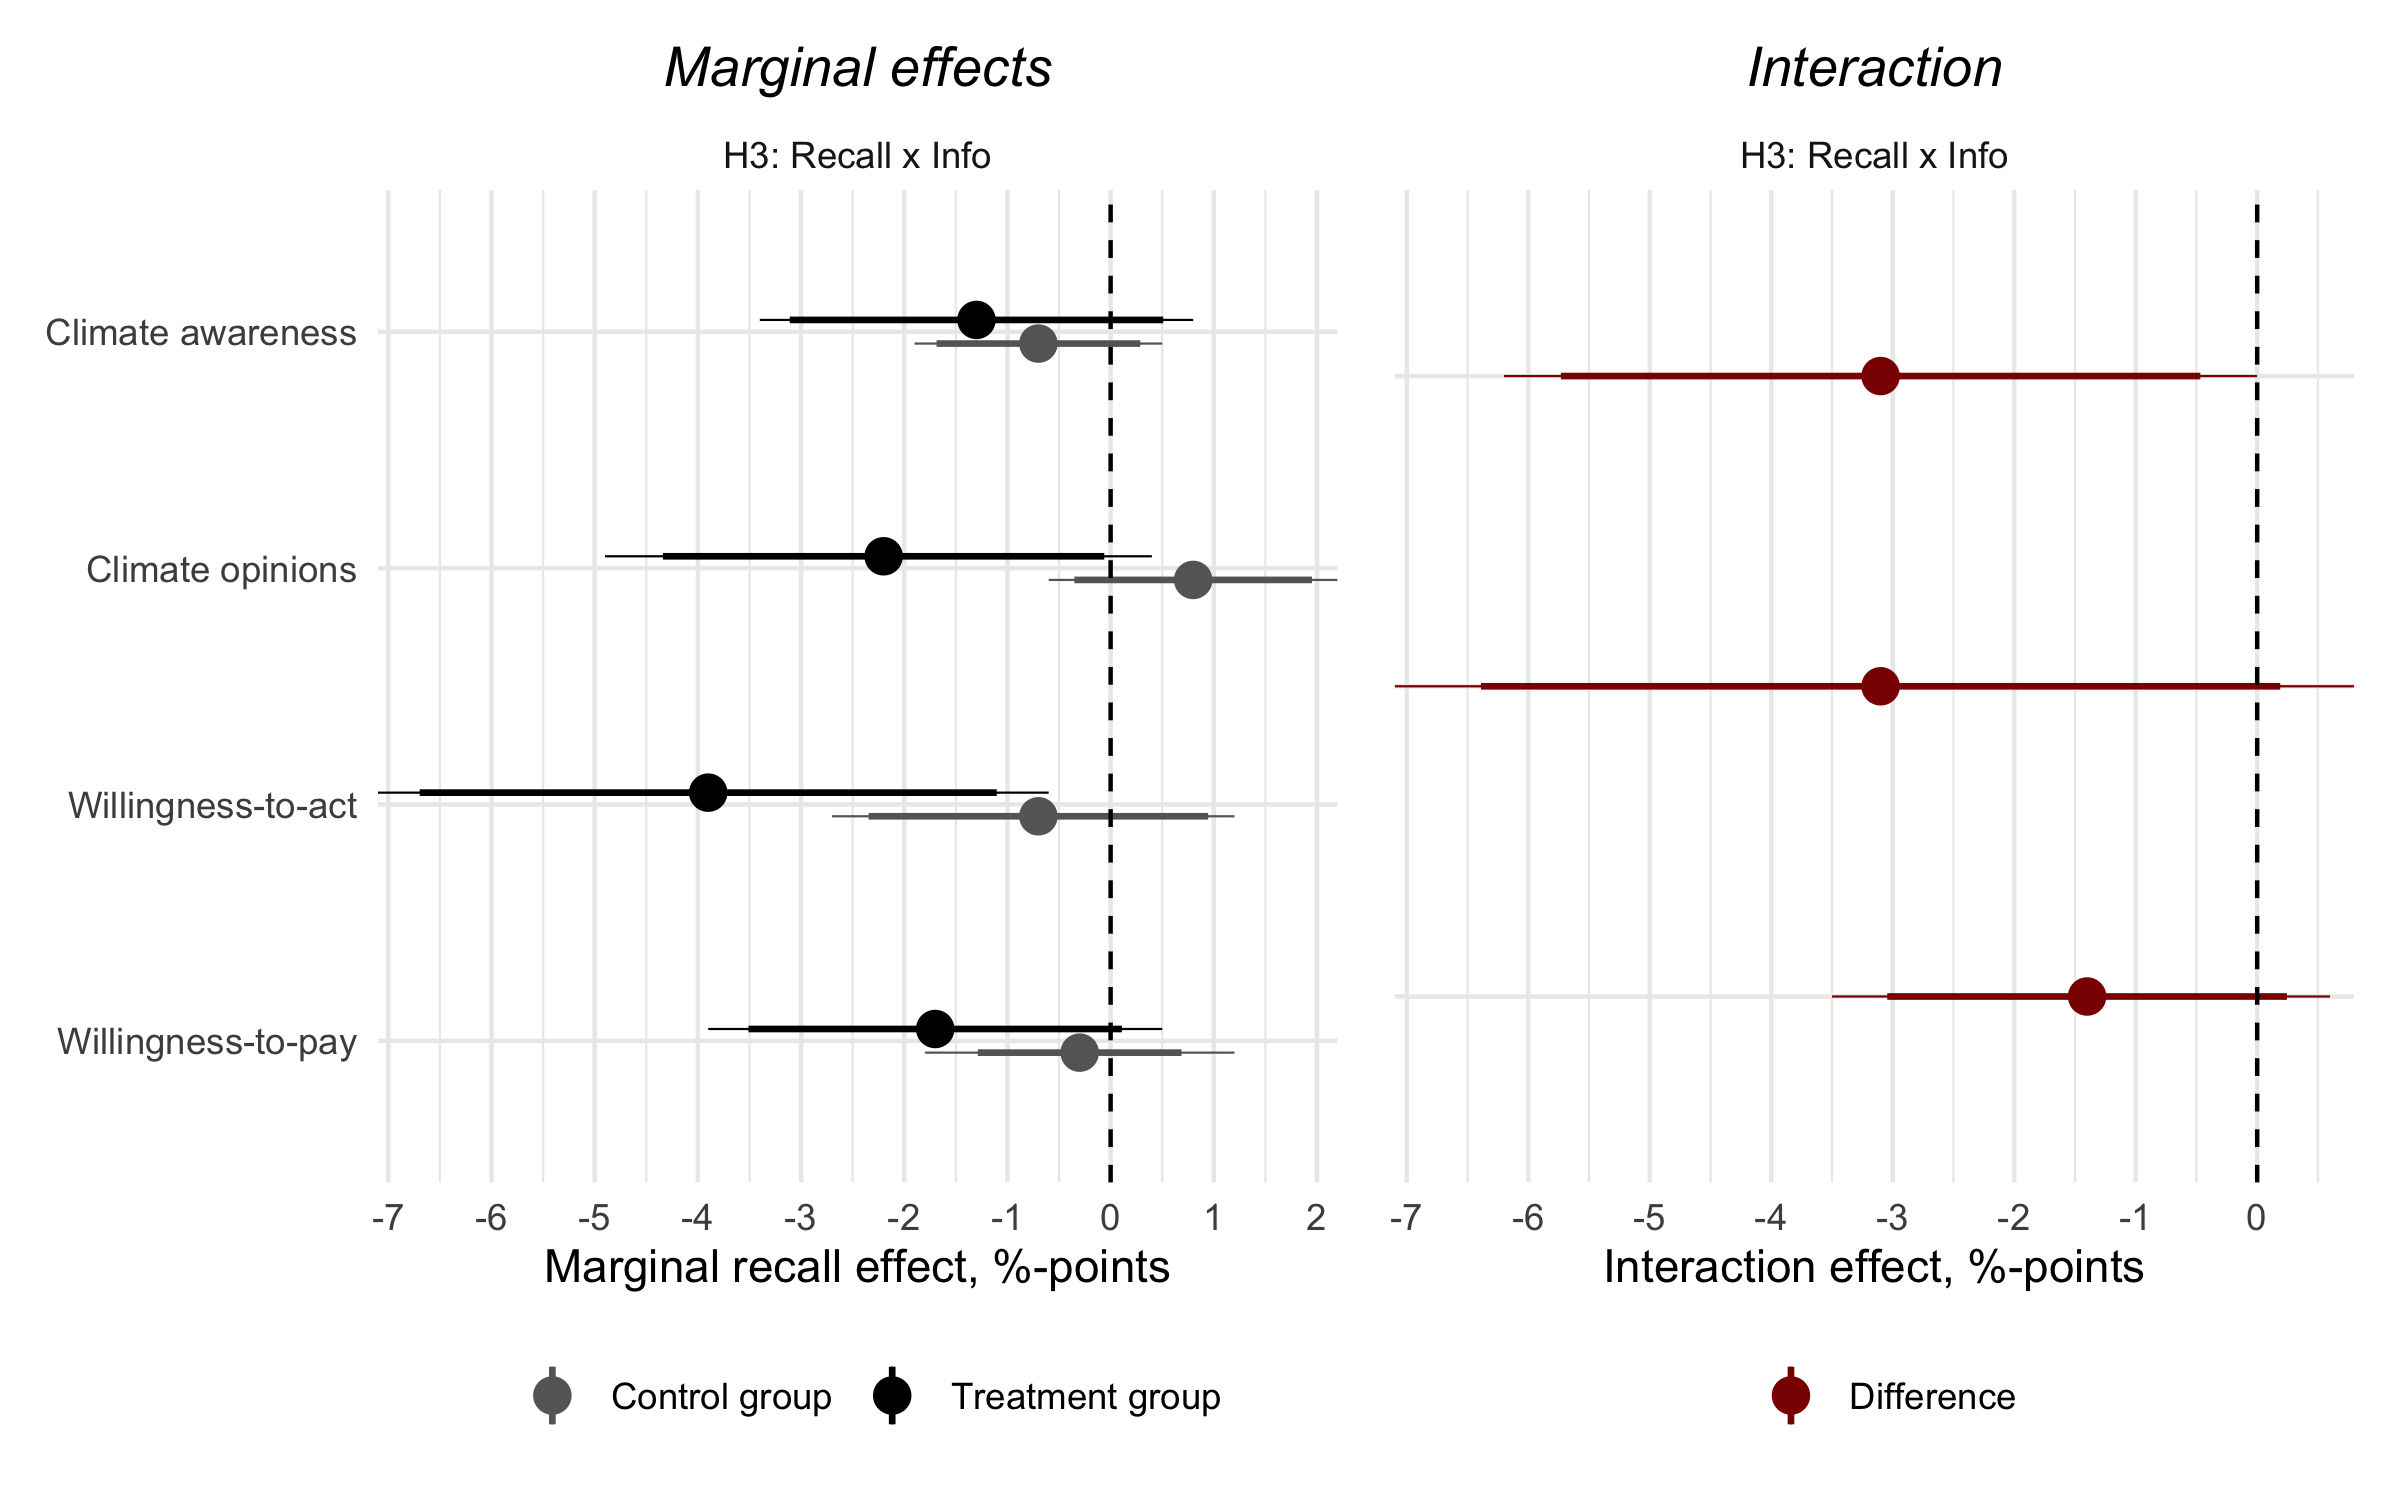 Marginal effects
H3: Recall x Info
Climate awareness
Climate opinions
Willingness-to-act
Willingness-to-pay
-7 -6 -5 -4 -3 -2 -1 0 1 2
Marginal recall effect, %-points
Control group Treatment group
Interaction
H3: Recall x Info
-7 -6 -5 -4 -3 -2 -1 0
Interaction effect, %-points
Difference